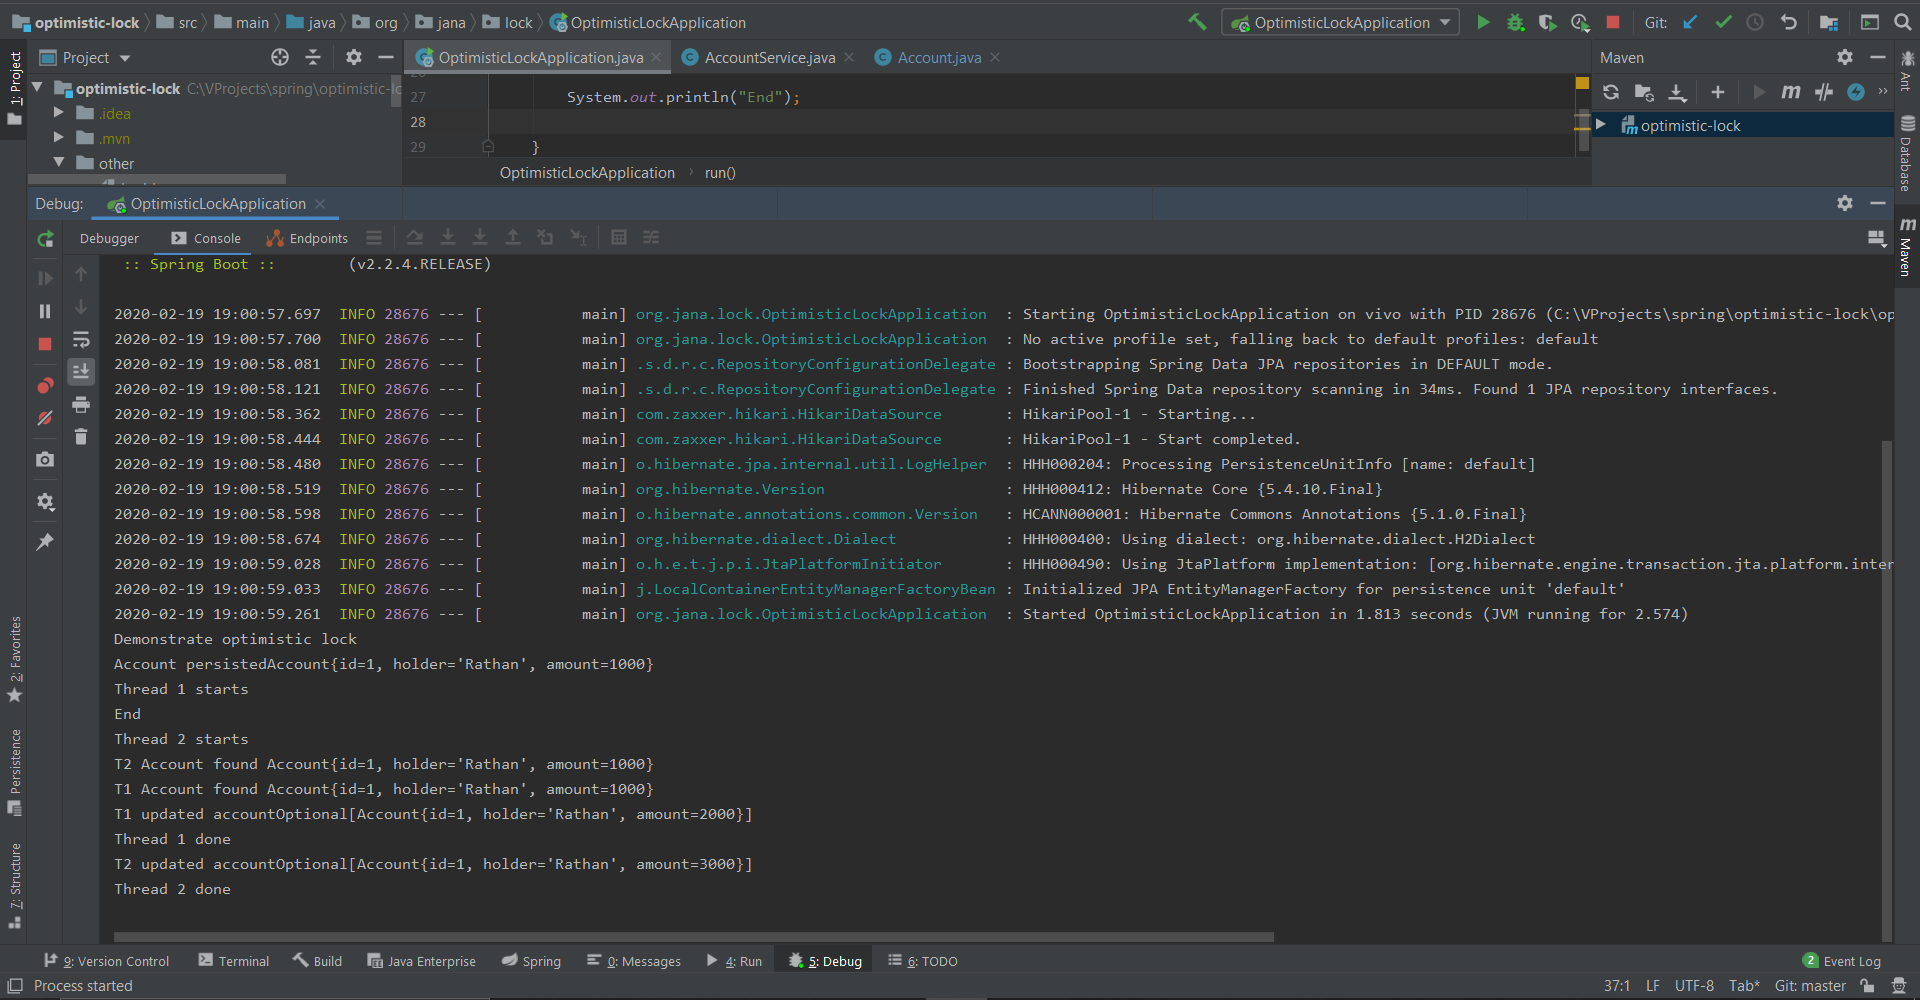 optimistic-lock src main java org jana lock OptimisticLockApplication OptimisticLockApplication Git:
1: Project Project OptimisticLockApplication.java AccountService.java Account.java Maven Ant
optimistic-lock C:\VProjects\spring\optimistic-lo
.idea
.mvn
other
27 System.out.println("End");
28
29 }
OptimisticLockApplication run()
m
optimistic-lock
Database
Maven
Debug: OptimisticLockApplication
Debugger Console Endpoints
:: Spring Boot :: (v2.2.4.RELEASE)
2020-02-19 19:00:57.697 INFO 28676 --- [ main] org.jana.lock.OptimisticLockApplication : Starting OptimisticLockApplication on vivo with PID 28676 (C:\VProjects\spring\optimistic-lock\op
2020-02-19 19:00:57.700 INFO 28676 --- [ main] org.jana.lock.OptimisticLockApplication : No active profile set, falling back to default profiles: default
2020-02-19 19:00:58.081 INFO 28676 --- [ main] .s.d.r.c.RepositoryConfigurationDelegate : Bootstrapping Spring Data JPA repositories in DEFAULT mode.
2020-02-19 19:00:58.121 INFO 28676 --- [ main] .s.d.r.c.RepositoryConfigurationDelegate : Finished Spring Data repository scanning in 34ms. Found 1 JPA repository interfaces.
2020-02-19 19:00:58.362 INFO 28676 --- [ main] com.zaxxer.hikari.HikariDataSource : HikariPool-1 - Starting...
2020-02-19 19:00:58.444 INFO 28676 --- [ main] com.zaxxer.hikari.HikariDataSource : HikariPool-1 - Start completed.
2020-02-19 19:00:58.480 INFO 28676 --- [ main] o.hibernate.jpa.internal.util.LogHelper : HHH000204: Processing PersistenceUnitInfo [name: default]
2020-02-19 19:00:58.519 INFO 28676 --- [ main] org.hibernate.Version : HHH000412: Hibernate Core {5.4.10.Final}
2020-02-19 19:00:58.598 INFO 28676 --- [ main] o.hibernate.annotations.common.Version : HCANN000001: Hibernate Commons Annotations {5.1.0.Final}
2020-02-19 19:00:58.674 INFO 28676 --- [ main] org.hibernate.dialect.Dialect : HHH000400: Using dialect: org.hibernate.dialect.H2Dialect
2020-02-19 19:00:59.028 INFO 28676 --- [ main] o.h.e.t.j.p.i.JtaPlatformInitiator : HHH000490: Using JtaPlatform implementation: [org.hibernate.engine.transaction.jta.platform.inter
2020-02-19 19:00:59.033 INFO 28676 --- [ main] j.LocalContainerEntityManagerFactoryBean : Initialized JPA EntityManagerFactory for persistence unit 'default'
2020-02-19 19:00:59.261 INFO 28676 --- [ main] org.jana.lock.OptimisticLockApplication : Started OptimisticLockApplication in 1.813 seconds (JVM running for 2.574)
Demonstrate optimistic lock
Account persistedAccount{id=1, holder='Rathan', amount=1000}
Thread 1 starts
End
Thread 2 starts
T2 Account found Account{id=1, holder='Rathan', amount=1000}
T1 Account found Account{id=1, holder='Rathan', amount=1000}
T1 updated accountOptional[Account{id=1, holder='Rathan', amount=2000}]
Thread 1 done
T2 updated accountOptional[Account{id=1, holder='Rathan', amount=3000}]
Thread 2 done
2: Favorites
Persistence
7: Structure
9: Version Control Terminal Build Java Enterprise Spring 0: Messages 4: Run 5: Debug 6: TODO 2 Event Log
Process started 37:1 LF UTF-8 Tab* Git: master